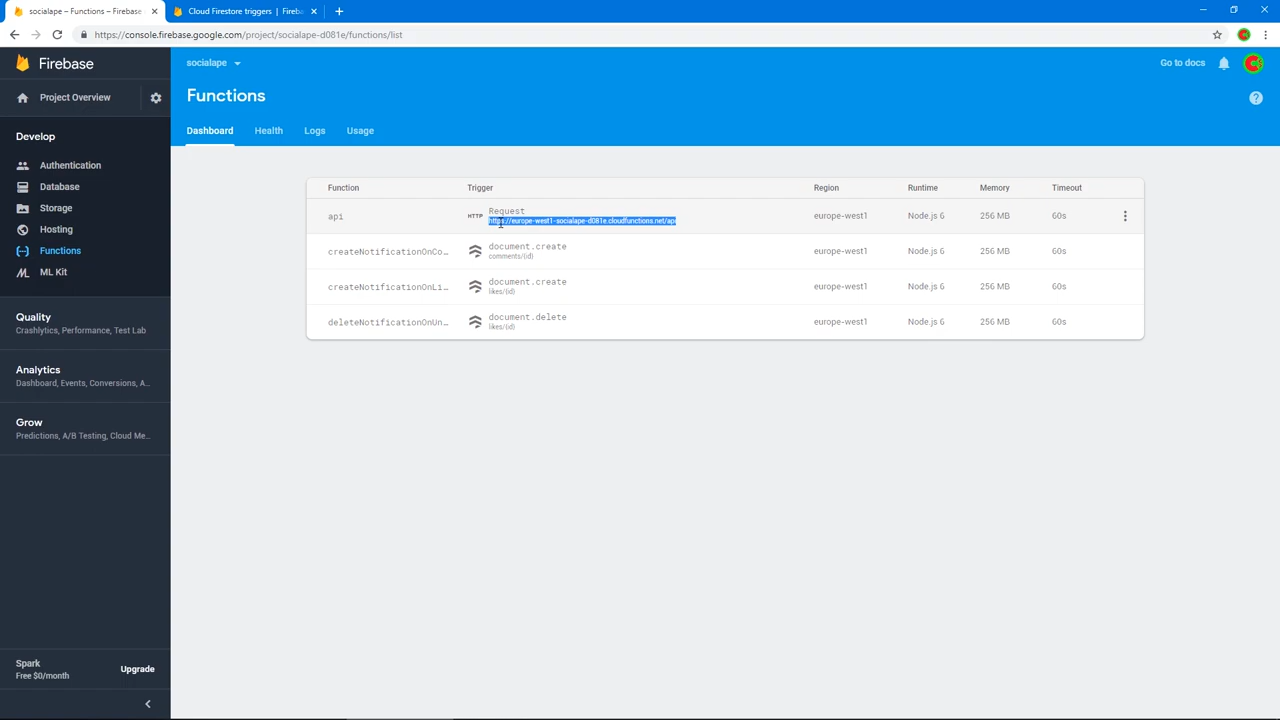 socialape – Functions – Firebase
Cloud Firestore triggers | Fireba
https://console.firebase.google.com/project/socialape-d081e/functions/list
Firebase
socialape
Go to docs
Project Overview
Functions
Develop
Dashboard
Health
Logs
Usage
Authentication
Database
Storage
Hosting
Functions
ML Kit
Function
Trigger
Region
Runtime
Memory
Timeout
api
HTTP
Request
https://europe-west1-socialape-d081e.cloudfunctions.net/api
europe-west1
Node.js 6
256 MB
60s
createNotificationOnCo…
document.create
comments/{id}
europe-west1
Node.js 6
256 MB
60s
createNotificationOnLi…
document.create
likes/{id}
europe-west1
Node.js 6
256 MB
60s
deleteNotificationOnUn…
document.delete
likes/{id}
europe-west1
Node.js 6
256 MB
60s
Quality
Crashlytics, Performance, Test Lab
Analytics
Dashboard, Events, Conversions, A…
Grow
Predictions, A/B Testing, Cloud Me…
Spark
Free $0/month
Upgrade